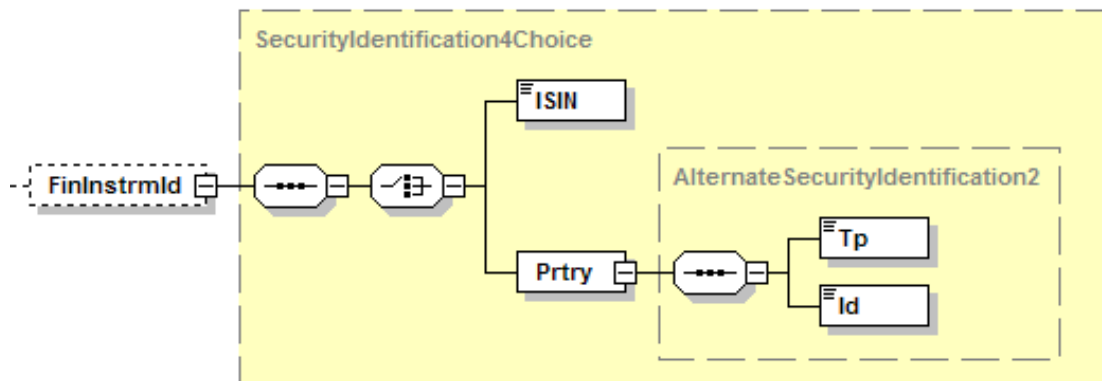 SecurityIdentification4Choice
ISIN
FinInstrmId
AlternateSecurityIdentification2
Tp
Prtry
Id